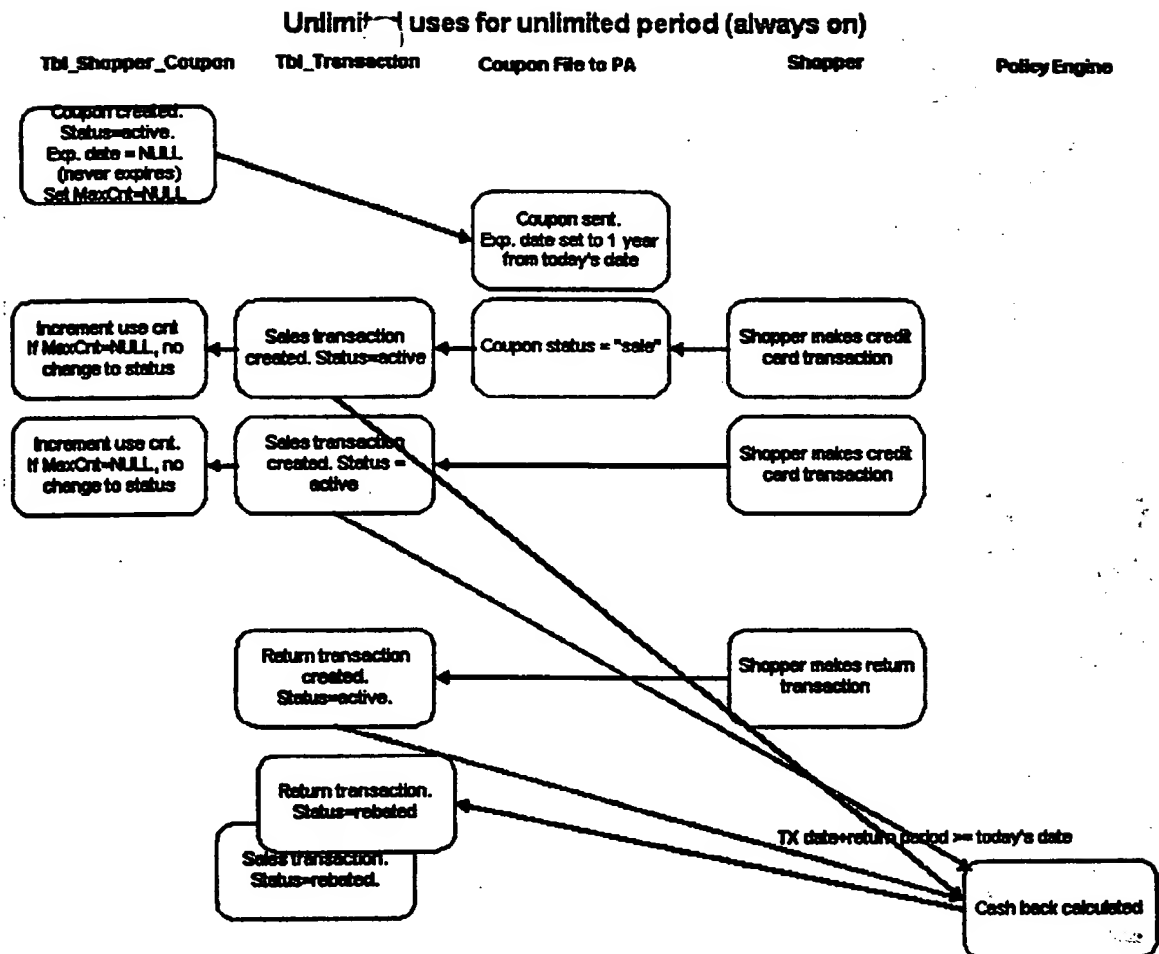 Unlimited uses for unlimited period (always on)
Tbl_Shopper_Coupon
Tbl_Transaction
Coupon File to PA
Shopper
Policy Engine
Coupon created.
Status=active.
Exp. date = NULL
(never expires)
Set MaxCnt=NULL
Coupon sent.
Exp. date set to 1 year
from today's date
Increment use cnt
If MaxCnt=NULL, no
change to status
Sales transaction
created. Status=active
Coupon status = "sale"
Shopper makes credit
card transaction
Increment use cnt.
If MaxCnt=NULL, no
change to status
Sales transaction
created. Status =
active
Shopper makes credit
card transaction
Return transaction
created.
Status=active.
Shopper makes return
transaction
Return transaction.
Status=rebated
Sales transaction.
Status=rebated.
TX date+return period >= today's date
Cash back calculated